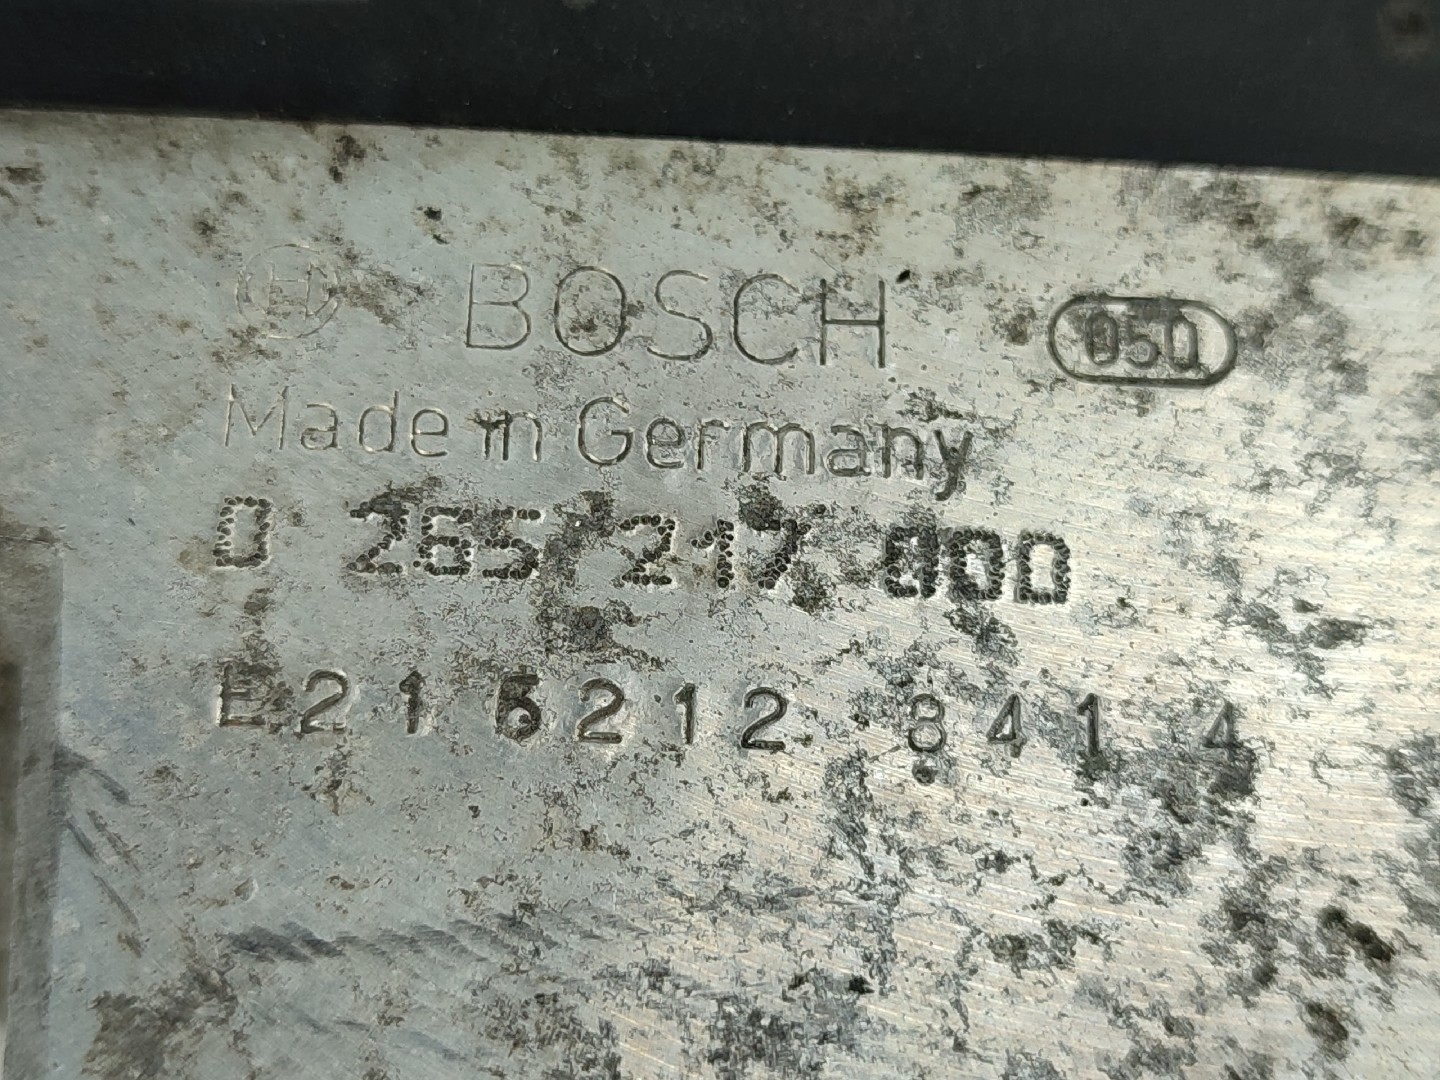 BOSCH 050
Made in Germany
0 265 217 000
E21 6212 8414